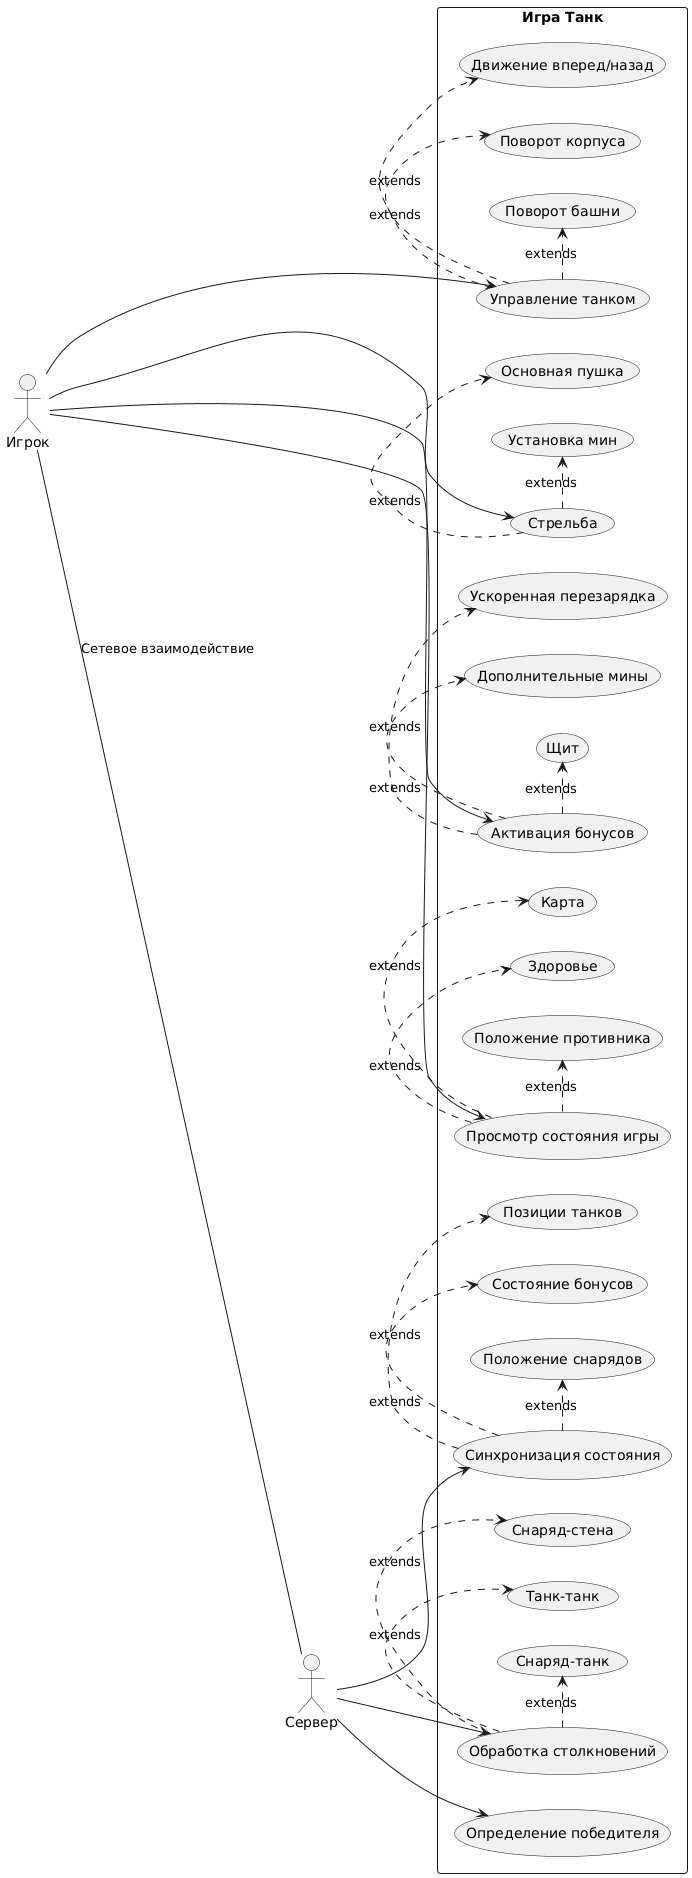 Игра Танк
Движение вперед/назад
Поворот корпуса
extends
Поворот башни
extends
extends
Управление танком
Основная пушка
Игрок
Установка мин
extends
extends
Стрельба
Ускоренная перезарядка
Сетевое взаимодействие
Дополнительные мины
extends
Щит
extends
extends
Активация бонусов
Карта
extends
Здоровье
Положение противника
extends
extends
Просмотр состояния игры
Позиции танков
Состояние бонусов
extends
Положение снарядов
extends
extends
Синхронизация состояния
Снаряд-стена
extends
Танк-танк
extends
Снаряд-танк
extends
Сервер
Обработка столкновений
Определение победителя